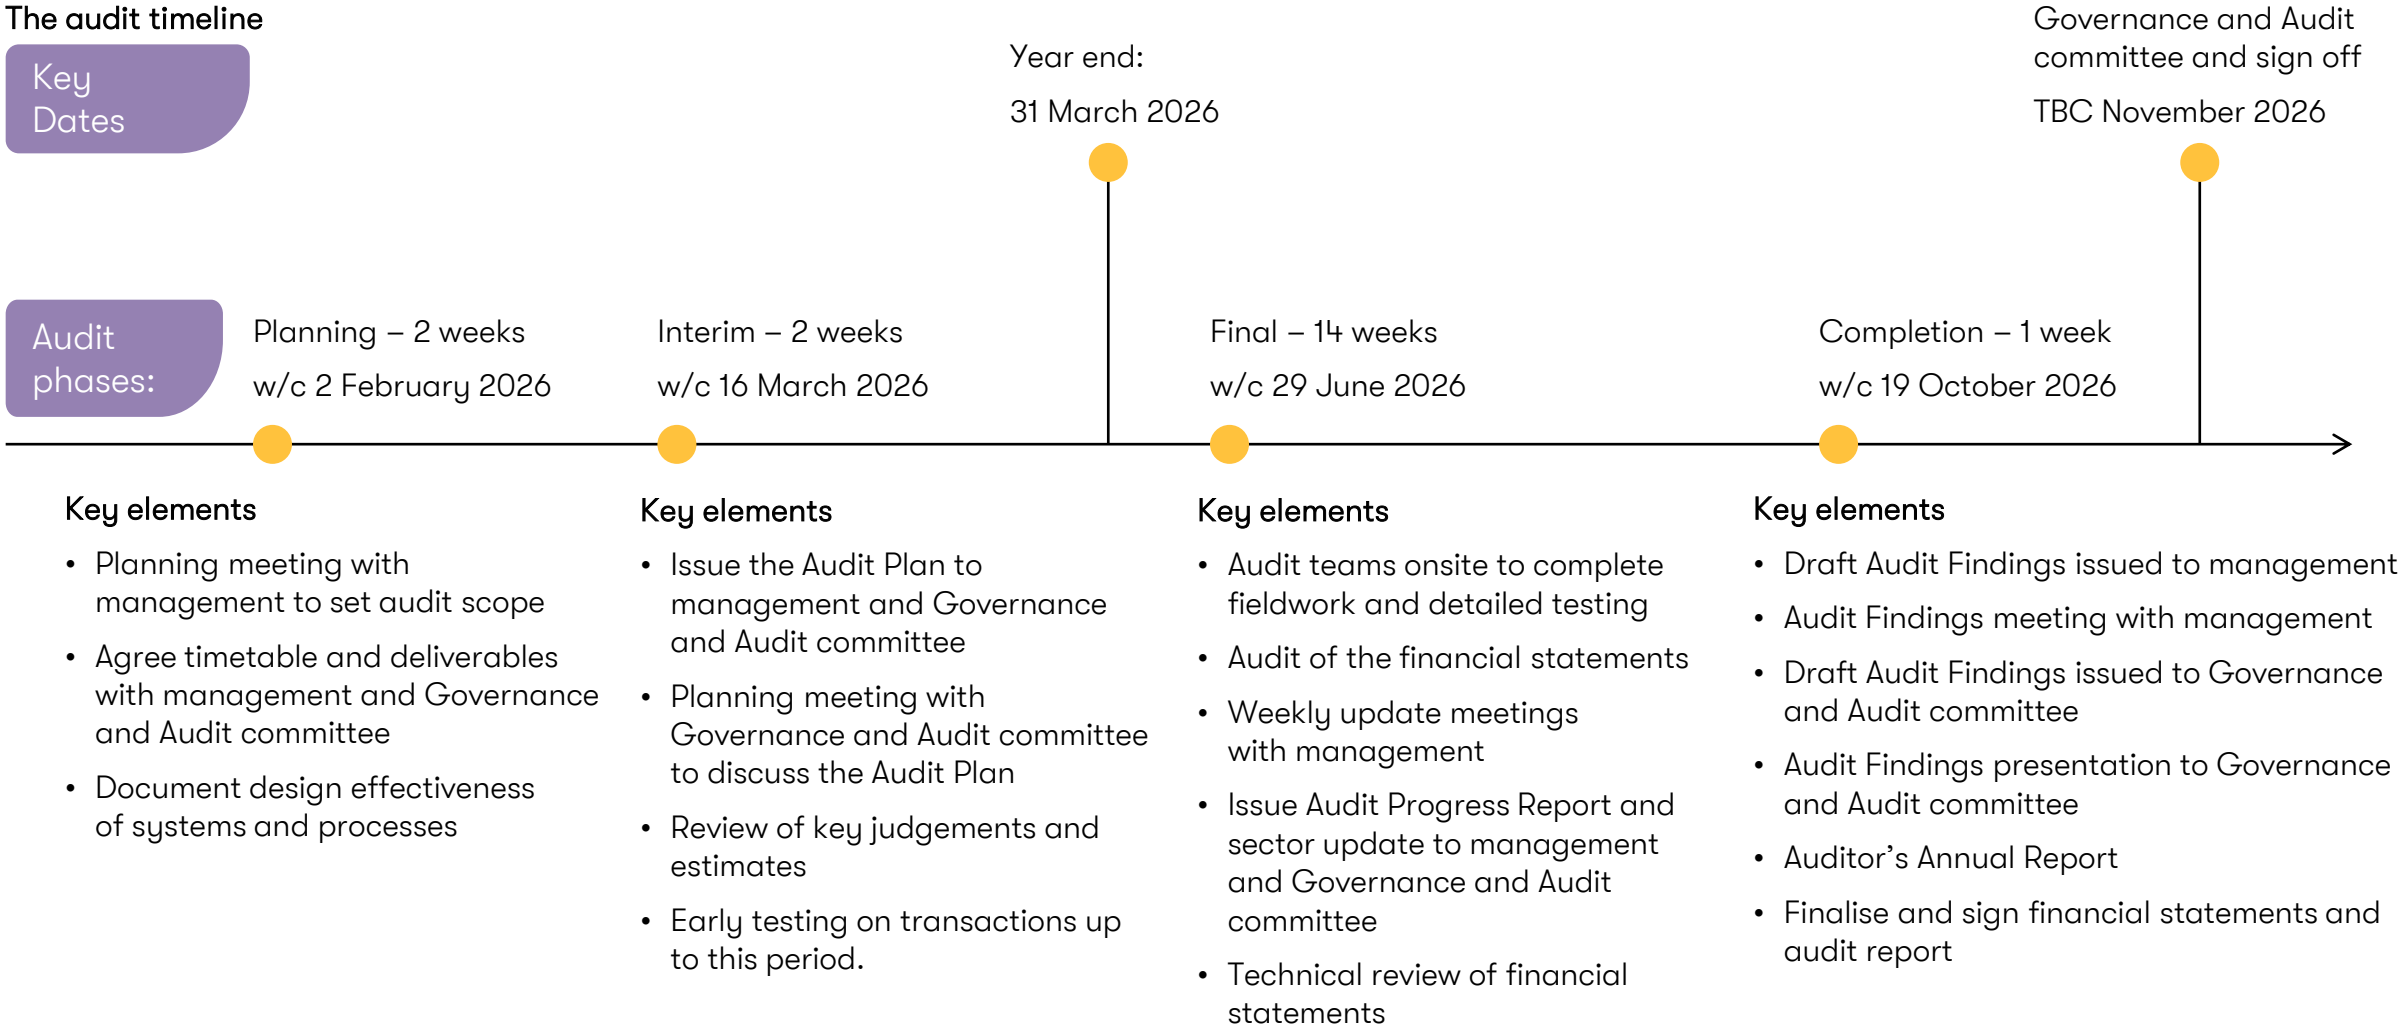 The audit timeline
Key
Dates
Year end:
31 March 2026
Governance and Audit
committee and sign off
TBC November 2026
Audit
phases:
Planning – 2 weeks
w/c 2 February 2026
Interim – 2 weeks
w/c 16 March 2026
Final – 14 weeks
w/c 29 June 2026
Completion – 1 week
w/c 19 October 2026
Key elements
• Planning meeting with
management to set audit scope
• Agree timetable and deliverables
with management and Governance
and Audit committee
• Document design effectiveness
of systems and processes
Key elements
• Issue the Audit Plan to
management and Governance
and Audit committee
• Planning meeting with
Governance and Audit committee
to discuss the Audit Plan
• Review of key judgements and
estimates
• Early testing on transactions up
to this period.
Key elements
• Audit teams onsite to complete
fieldwork and detailed testing
• Audit of the financial statements
• Weekly update meetings
with management
• Issue Audit Progress Report and
sector update to management
and Governance and Audit
committee
• Technical review of financial
statements
Key elements
• Draft Audit Findings issued to management
• Audit Findings meeting with management
• Draft Audit Findings issued to Governance
and Audit committee
• Audit Findings presentation to Governance
and Audit committee
• Auditor’s Annual Report
• Finalise and sign financial statements and
audit report